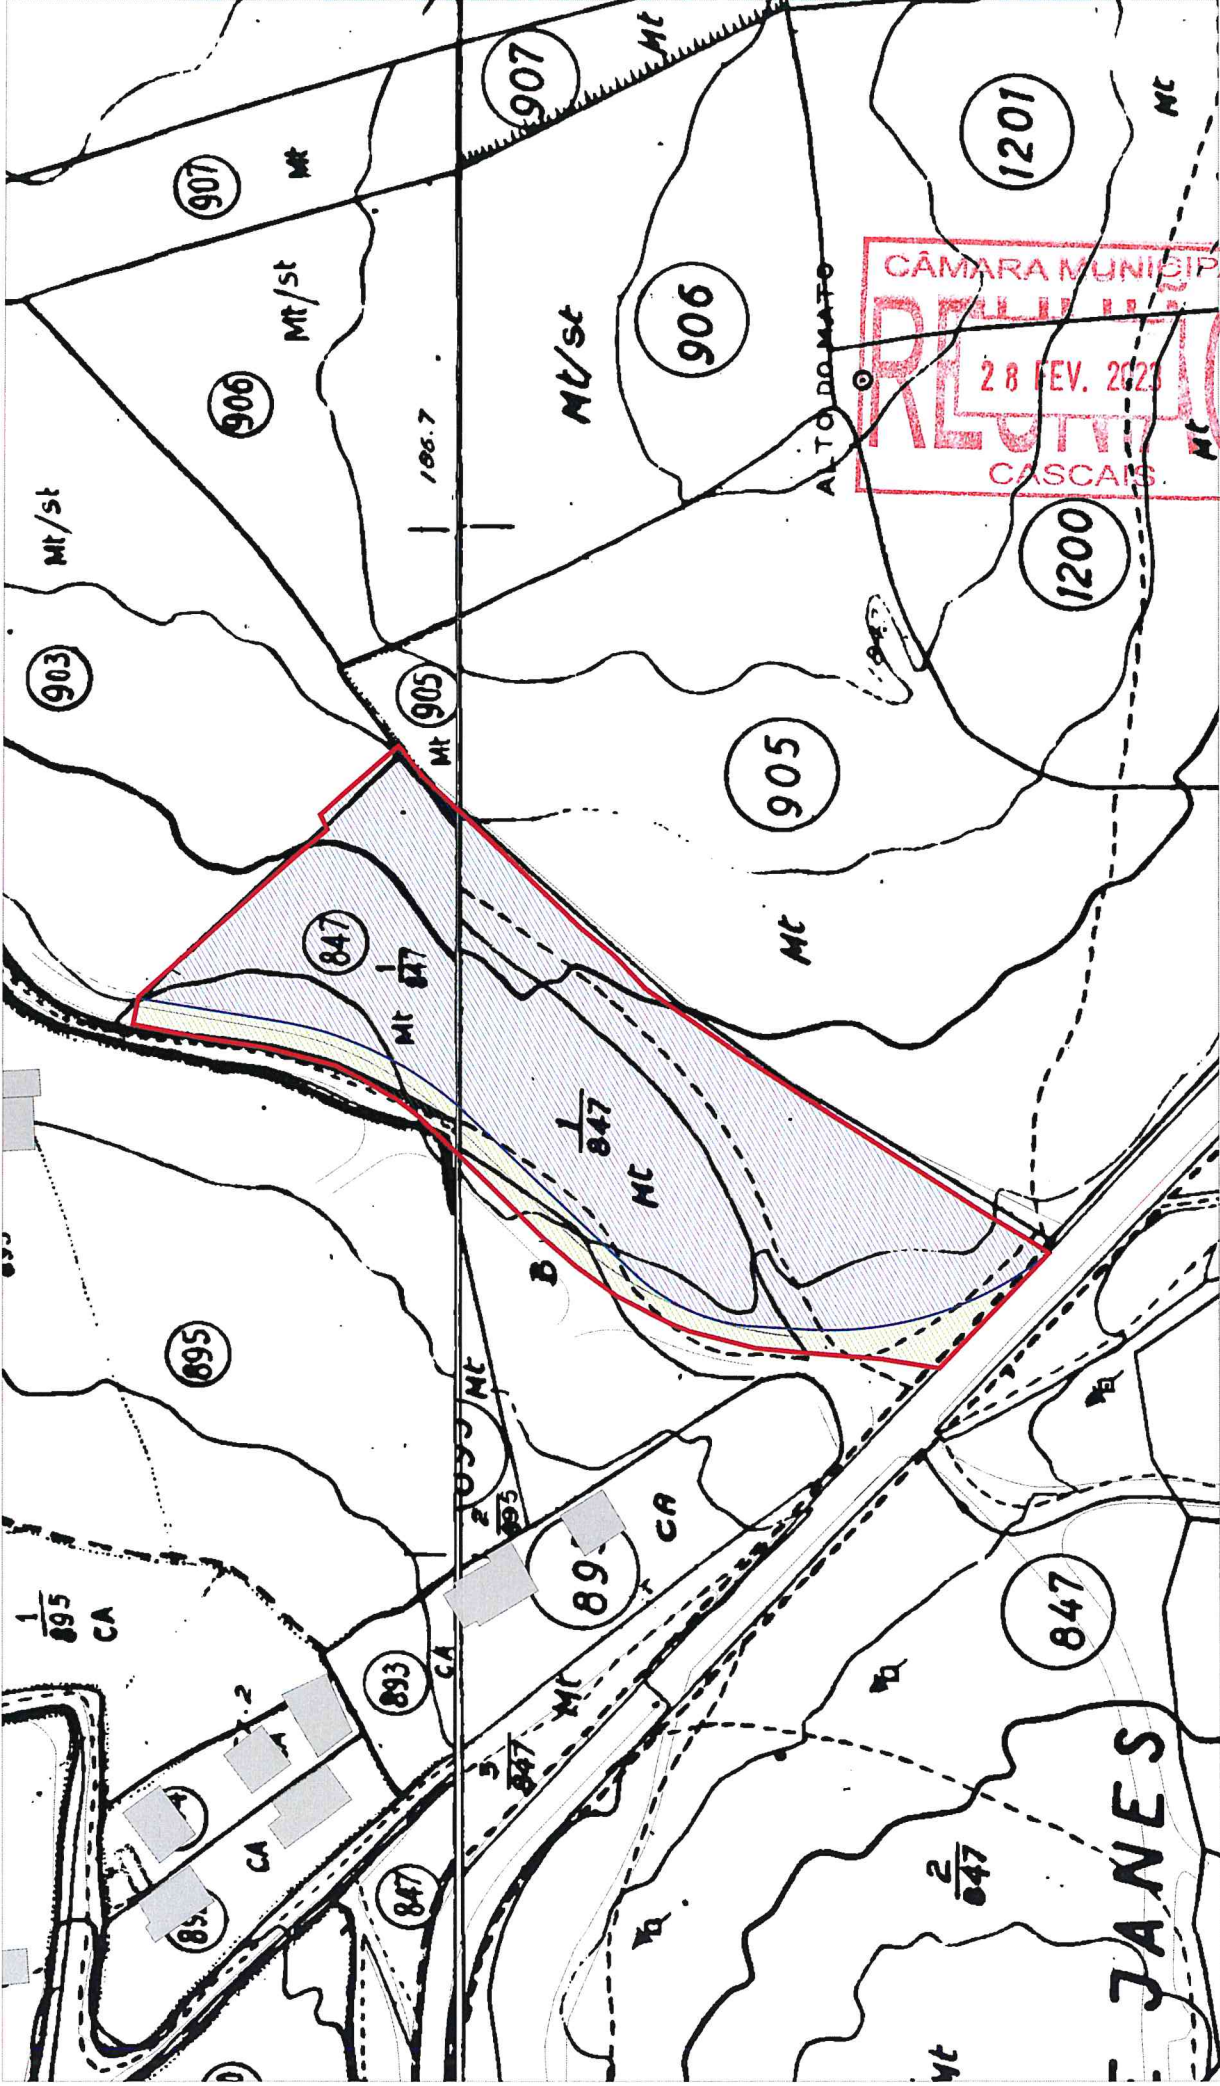 907
Mt
907
Mt
Mt/st
906
Mt/st
903
186.7
Mt/st
906
1201
Mt
ALTO DO MATO
CÂMARA MUNICIP
REUNIÃO
28 FEV. 2023
CASCAIS
Mt
1200
905
Mt
905
Mt
847
1
847
Mt
1
847
Mt
B
895
Mt
2
895
1
895
CA
893
CA
CA
Mt
3
847
CA
847
847
2
847
JANES